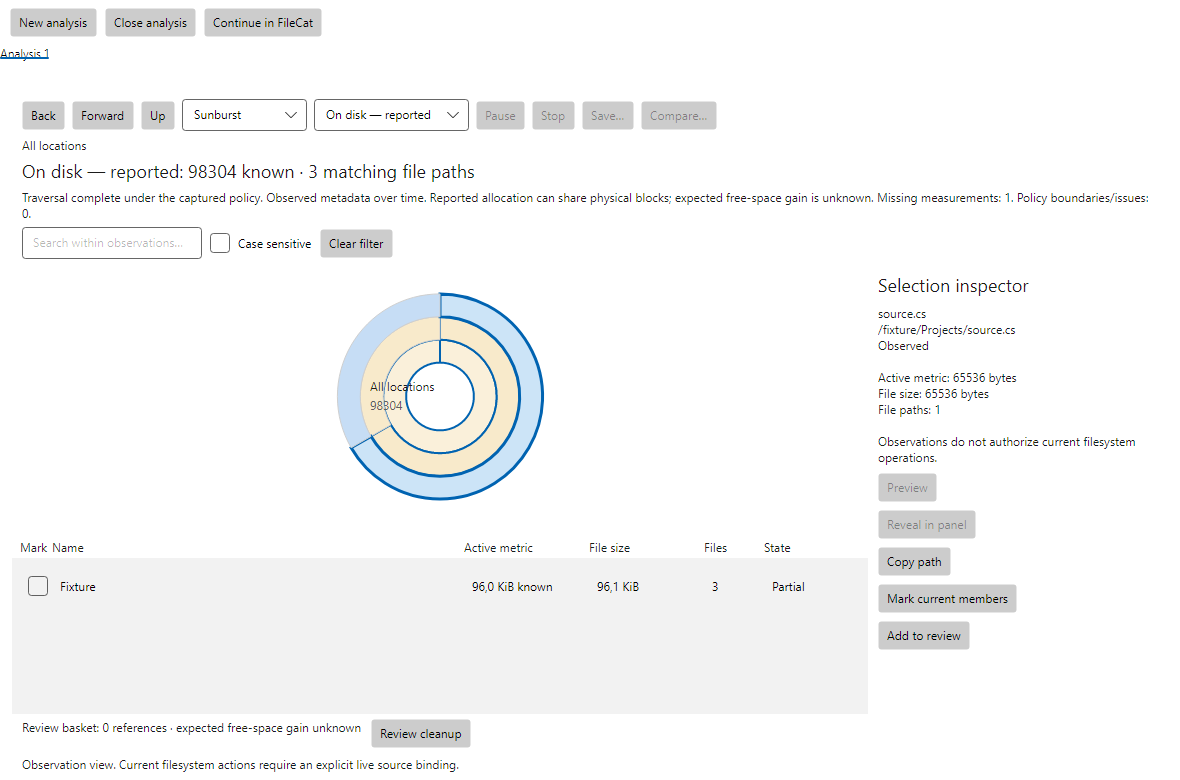 New analysis Close analysis Continue in FileCat
Analysis 1
Back Forward Up Sunburst On disk — reported Pause Stop Save... Compare...
All locations
On disk — reported: 98304 known · 3 matching file paths
Traversal complete under the captured policy. Observed metadata over time. Reported allocation can share physical blocks; expected free-space gain is unknown. Missing measurements: 1. Policy boundaries/issues:
0.
Search within observations... Case sensitive Clear filter
All locations
98304
Selection inspector
source.cs
/fixture/Projects/source.cs
Observed
Active metric: 65536 bytes
File size: 65536 bytes
File paths: 1
Observations do not authorize current filesystem
operations.
Preview
Reveal in panel
Copy path
Mark current members
Add to review
Mark Name Active metric File size Files State
Fixture 96,0 KiB known 96,1 KiB 3 Partial
Review basket: 0 references · expected free-space gain unknown Review cleanup
Observation view. Current filesystem actions require an explicit live source binding.